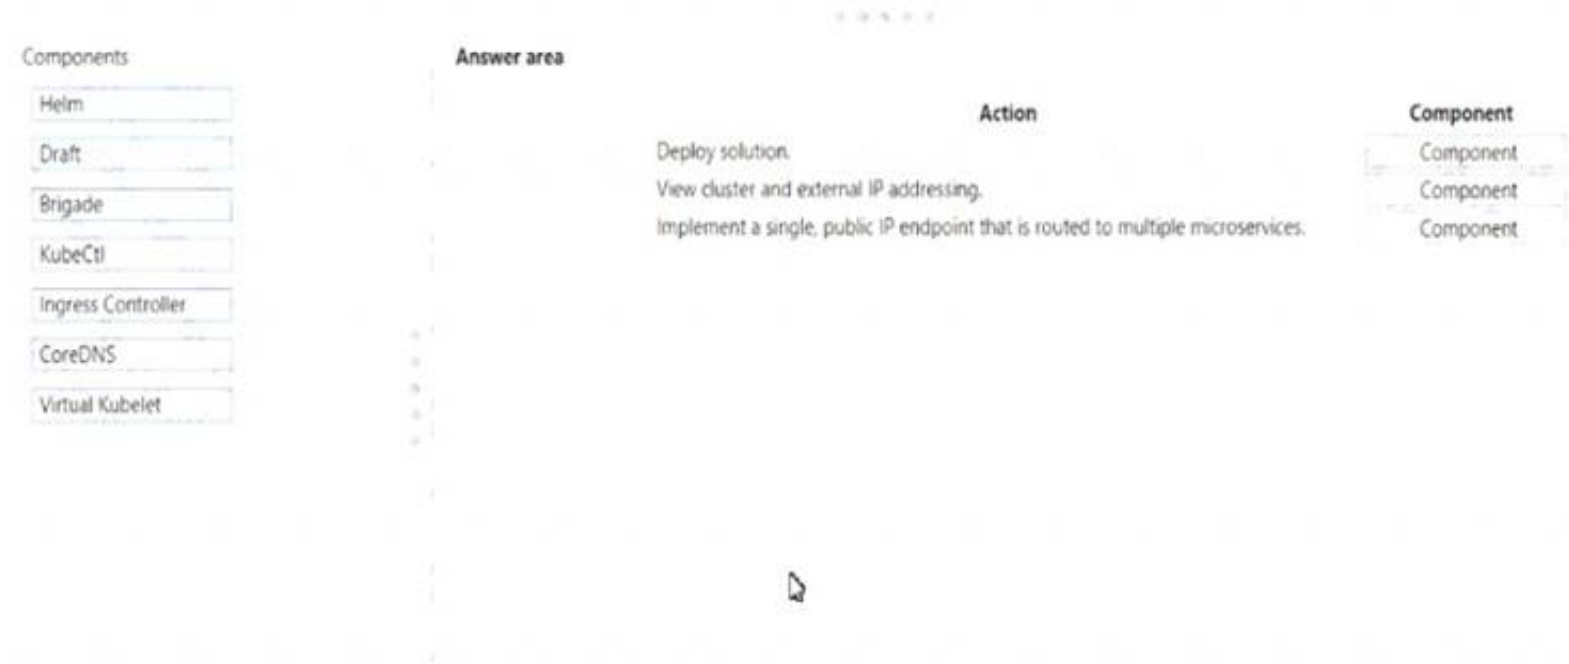 Components
Helm
Draft
Brigade
KubeCtl
Ingress Controller
CoreDNS
Virtual Kubelet
Answer area
Action Component
Deploy solution. Component
View cluster and external IP addressing. Component
Implement a single, public IP endpoint that is routed to multiple microservices. Component